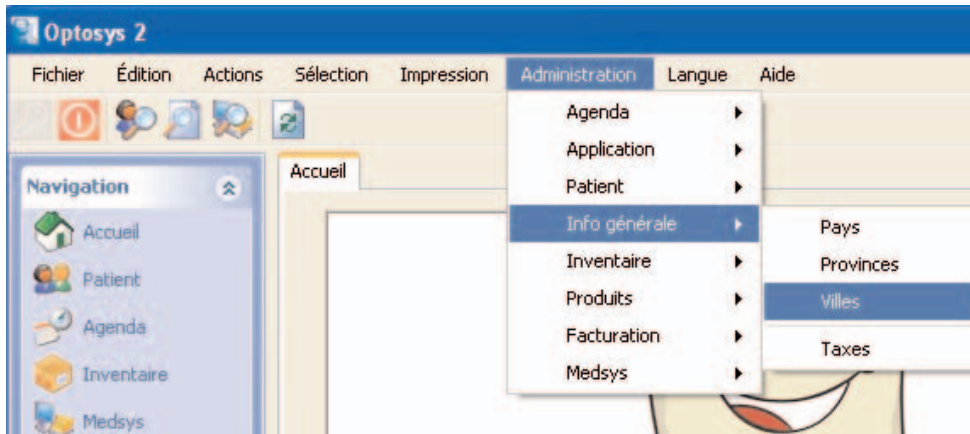 Optosys 2
Fichier Édition Actions Sélection Impression Administration Langue Aide
Agenda
Application
Patient
Info générale
Inventaire
Produits
Facturation
Medsys
Pays
Provinces
Villes
Taxes
Accueil
Navigation
Accueil
Patient
Agenda
Inventaire
Medsys